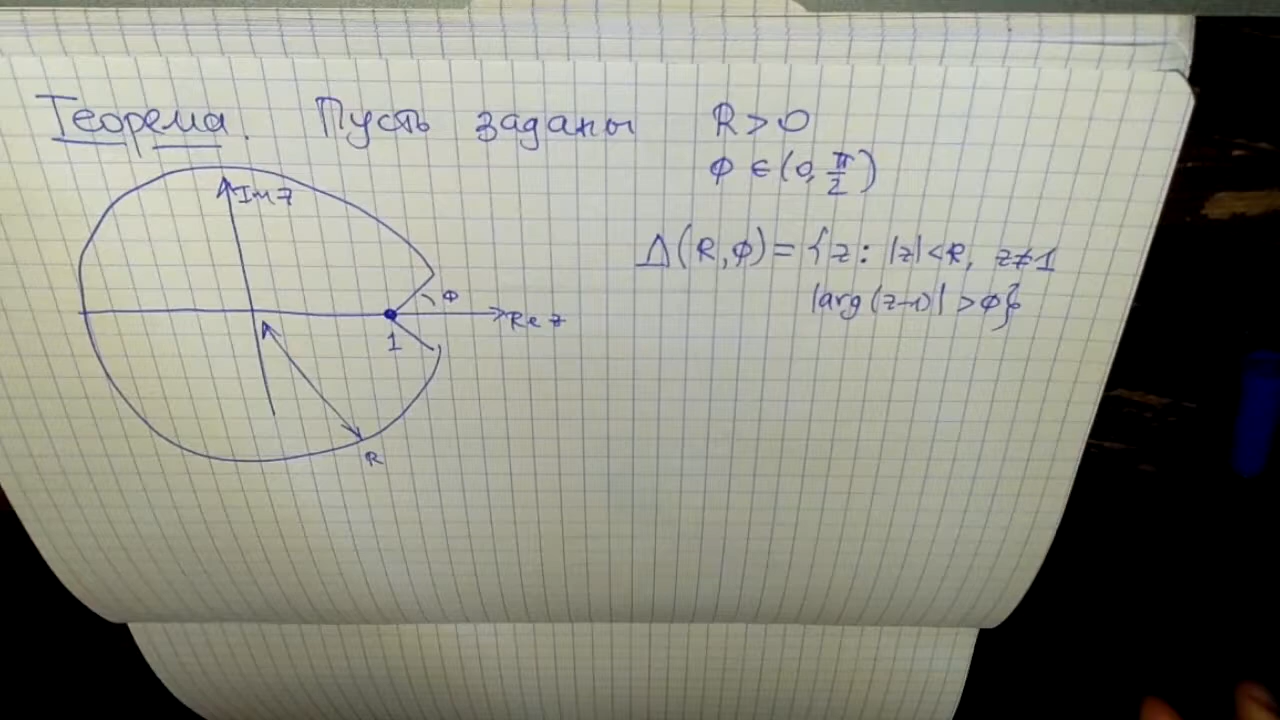 Теорема. Пусть заданы R > 0
ϕ ∈ (0, π/2)
Im z
Δ(R, ϕ) = {z: |z| < R, z ≠ 1
|arg(z-1)| > ϕ}
ϕ
Re z
1
R